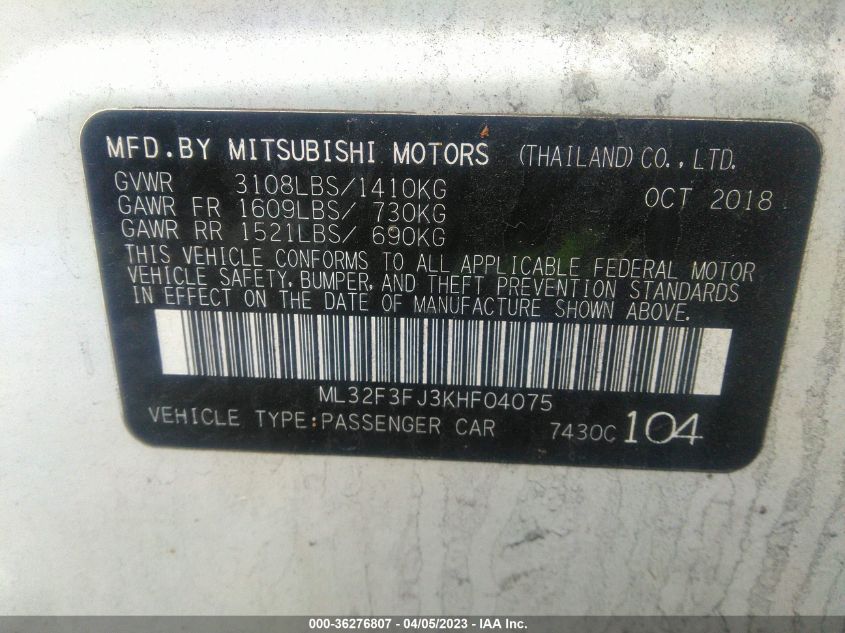 MFD.BY MITSUBISHI MOTORS (THAILAND)CO.,LTD.
GVWR 3108LBS/1410KG OCT 2018
GAWR FR 1609LBS/ 730KG
GAWR RR 1521LBS/ 690KG
THIS VEHICLE CONFORMS TO ALL APPLICABLE FEDERAL MOTOR
VEHICLE SAFETY, BUMPER, AND THEFT PREVENTION STANDARDS
IN EFFECT ON THE DATE OF MANUFACTURE SHOWN ABOVE.
ML32F3FJ3KHF04075
VEHICLE TYPE:PASSENGER CAR 7430C 104
000-36276807 - 04/05/2023 - IAA Inc.